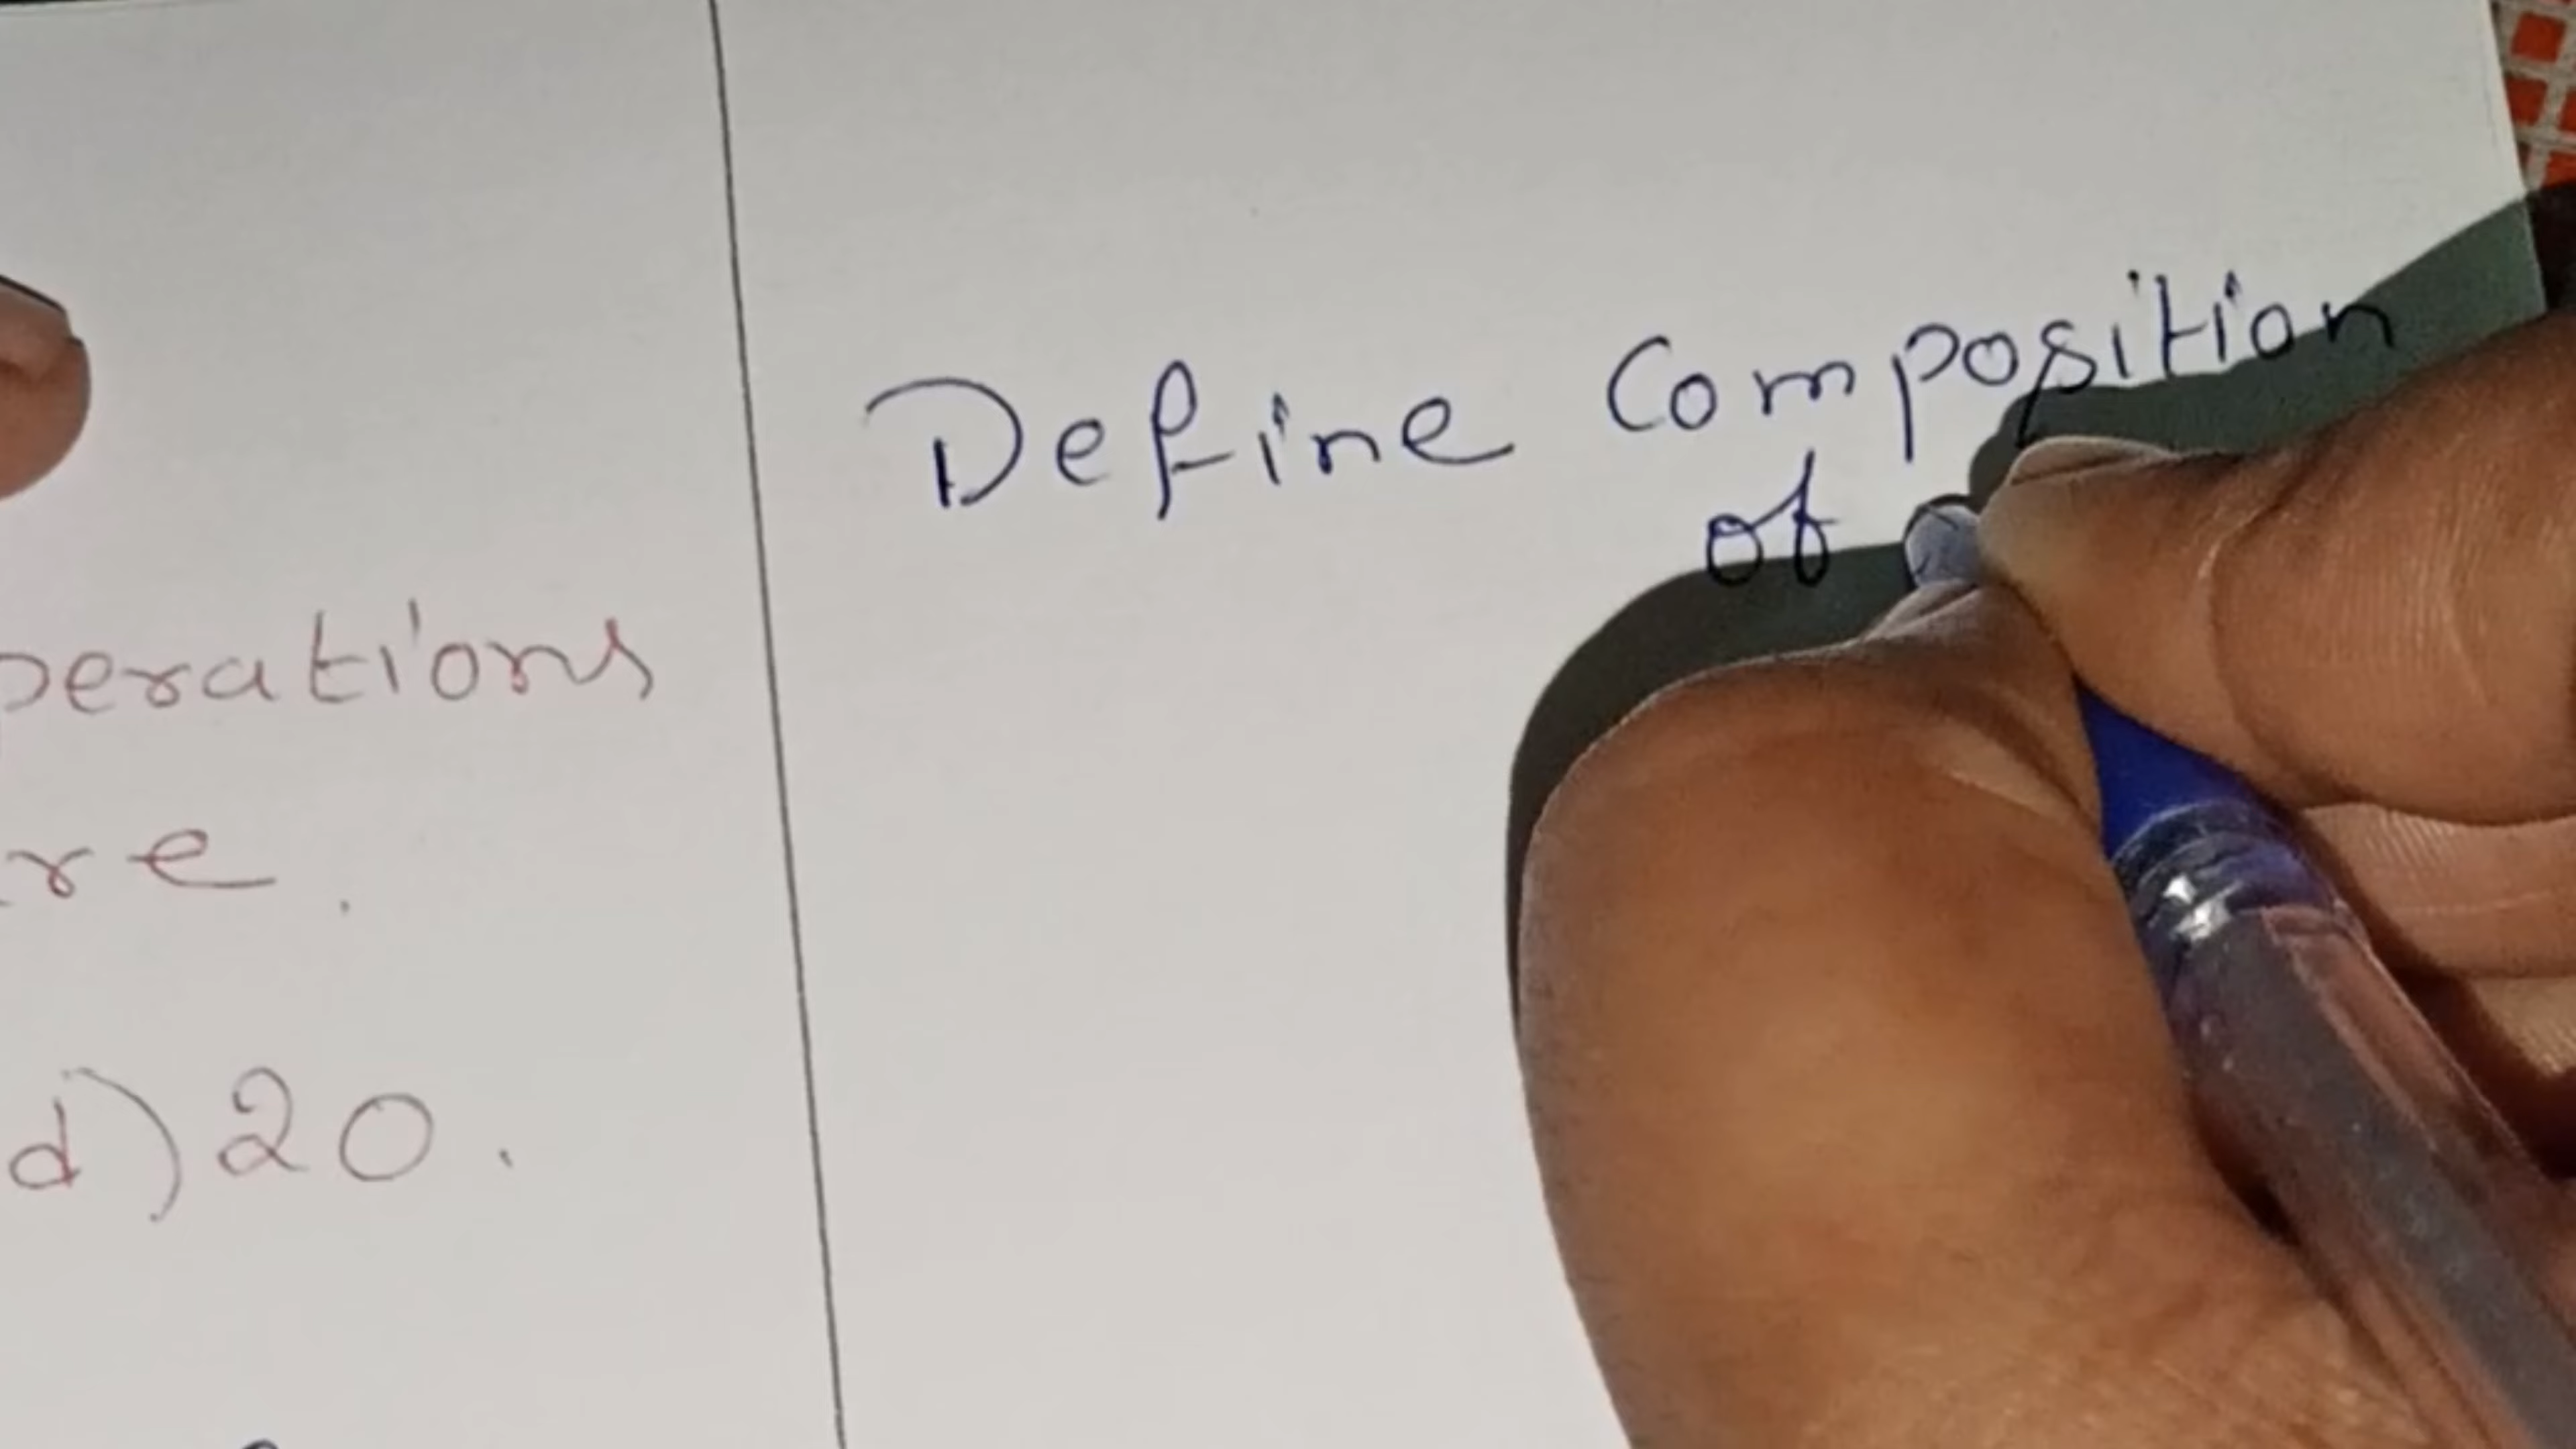 Define Composition
of
perations
re.
d) 20.